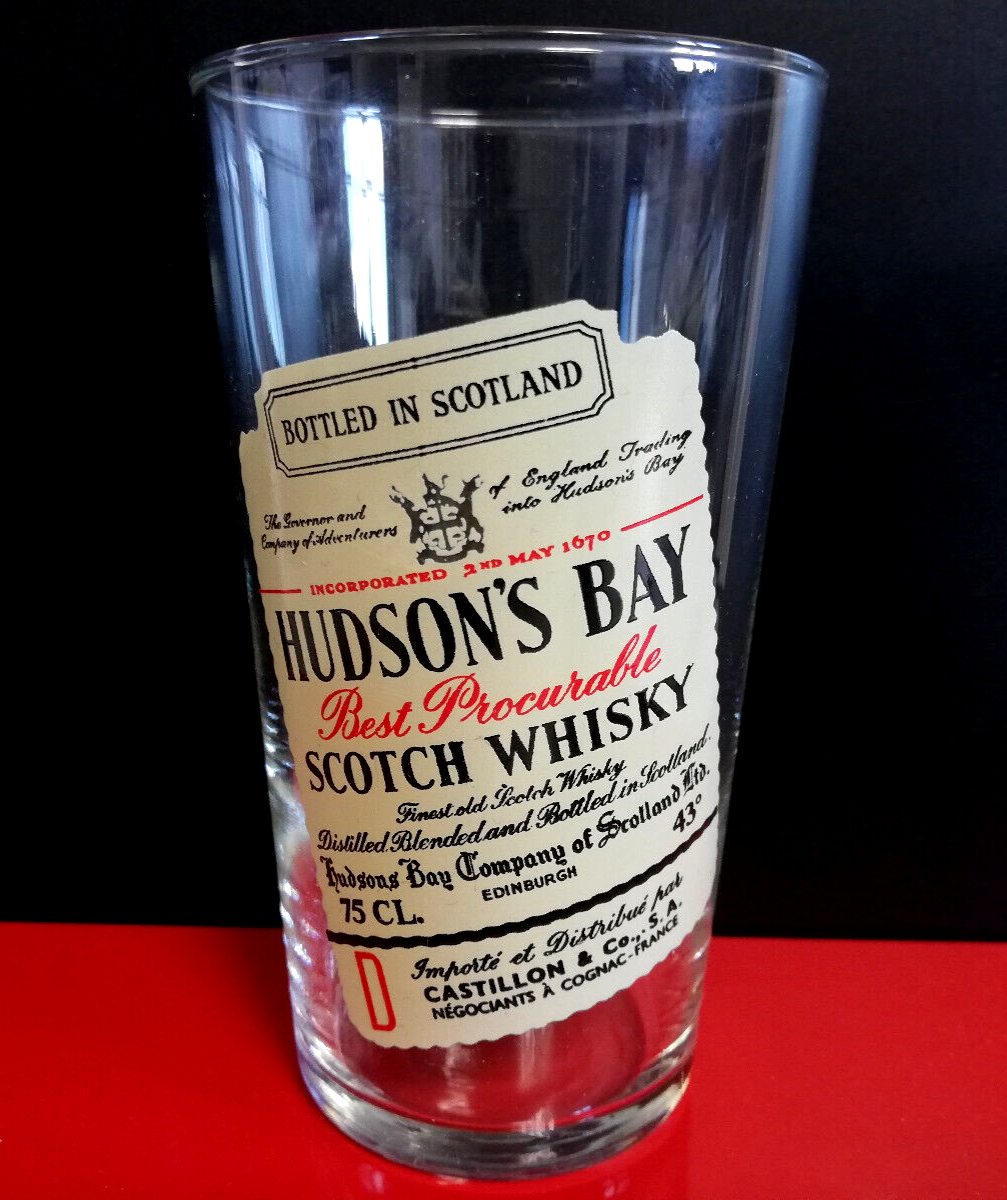 BOTTLED IN SCOTLAND
The Governor and
Company of Adventurers
of England Trading
into Hudson's Bay
INCORPORATED 2ND MAY 1670
HUDSON'S BAY
Best Procurable
SCOTCH WHISKY
Finest old Scotch Whisky
Distilled, Blended and Bottled in Scotland.
Hudsons Bay Company of Scotland Ltd.
EDINBURGH
75 CL.
43°
D
Importé et Distribué par
CASTILLON & Co., S. A.
NÉGOCIANTS À COGNAC-FRANCE